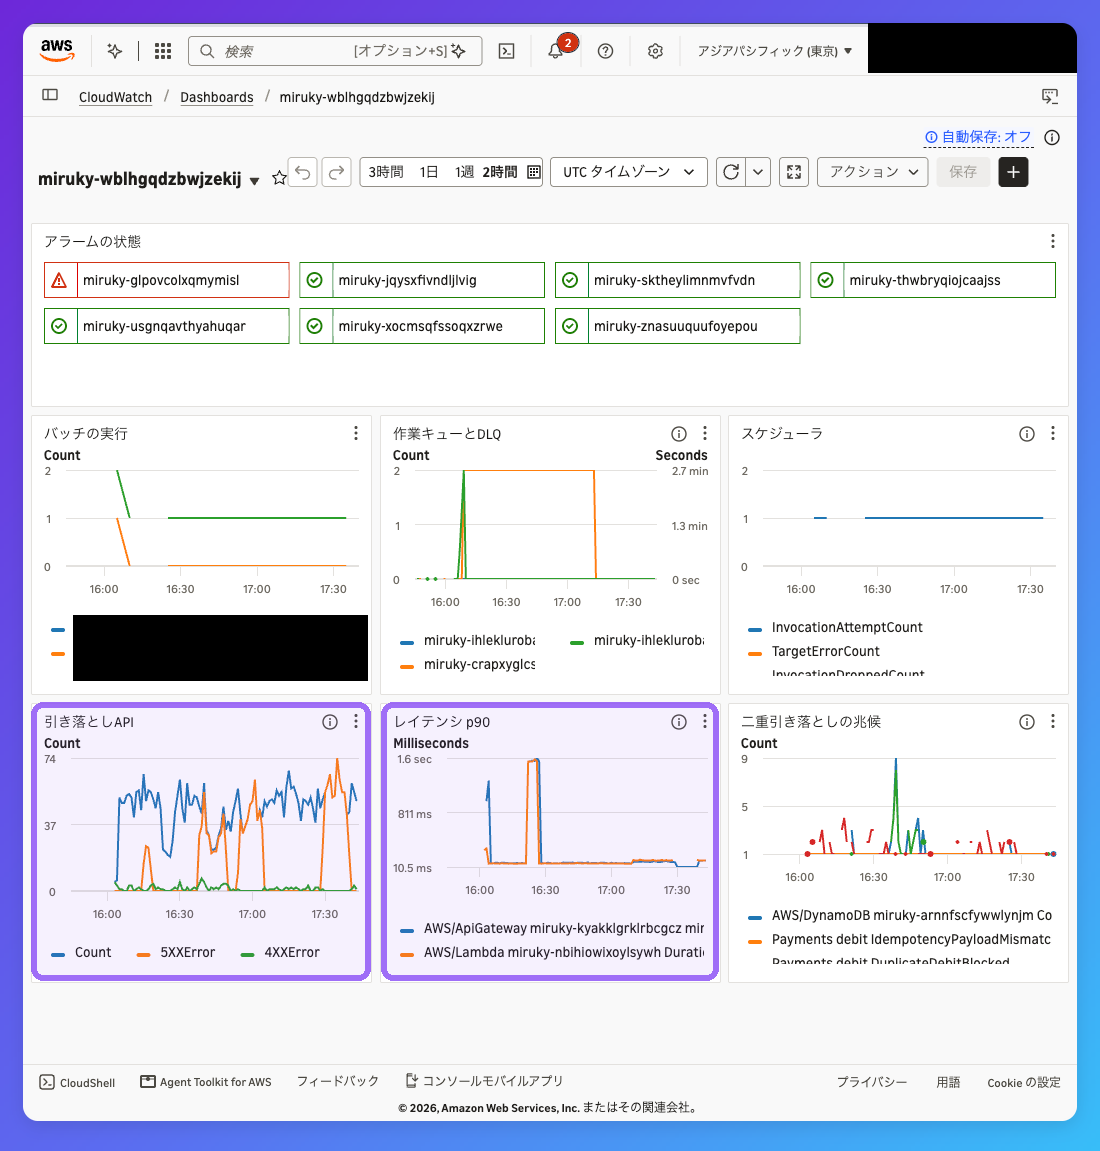 aws
検索
[オプション+S]
2
アジアパシフィック (東京)
CloudWatch / Dashboards / miruky-wblhgqdzbwjzekij
自動保存: オフ
miruky-wblhgqdzbwjzekij
3時間 1日 1週 2時間
UTC タイムゾーン
アクション
保存
アラームの状態
miruky-glpovcolxqmymisl
miruky-jqysxfivndljlvig
miruky-sktheylimnmvfvdn
miruky-thwbryqiojcaajss
miruky-usgnqavthyahuqar
miruky-xocmsqfssoqxzrwe
miruky-znasuuquufoyepou
バッチの実行
Count
2
1
0
16:00 16:30 17:00 17:30
作業キューとDLQ
Count Seconds
2 2.7 min
1 1.3 min
0 0 sec
16:00 16:30 17:00 17:30
miruky-ihlekluroba
miruky-ihlekluroba
miruky-crapxyglcs
スケジューラ
2
1
0
16:00 16:30 17:00 17:30
InvocationAttemptCount
TargetErrorCount
InvocationDroppedCount
引き落としAPI
Count
74
37
0
16:00 16:30 17:00 17:30
Count 5XXError 4XXError
レイテンシ p90
Milliseconds
1.6 sec
811 ms
10.5 ms
16:00 16:30 17:00 17:30
AWS/ApiGateway miruky-kyakklgrklrbcgcz mir
AWS/Lambda miruky-nbihiowixoylsywh Durati
二重引き落としの兆候
Count
9
5
1
16:00 16:30 17:00 17:30
AWS/DynamoDB miruky-arnnfscfywwlynjm Co
Payments debit IdempotencyPayloadMismatc
Payments debit DuplicateDebitBlocked
CloudShell
Agent Toolkit for AWS
フィードバック
コンソールモバイルアプリ
プライバシー
用語
Cookie の設定
© 2026, Amazon Web Services, Inc. またはその関連会社。